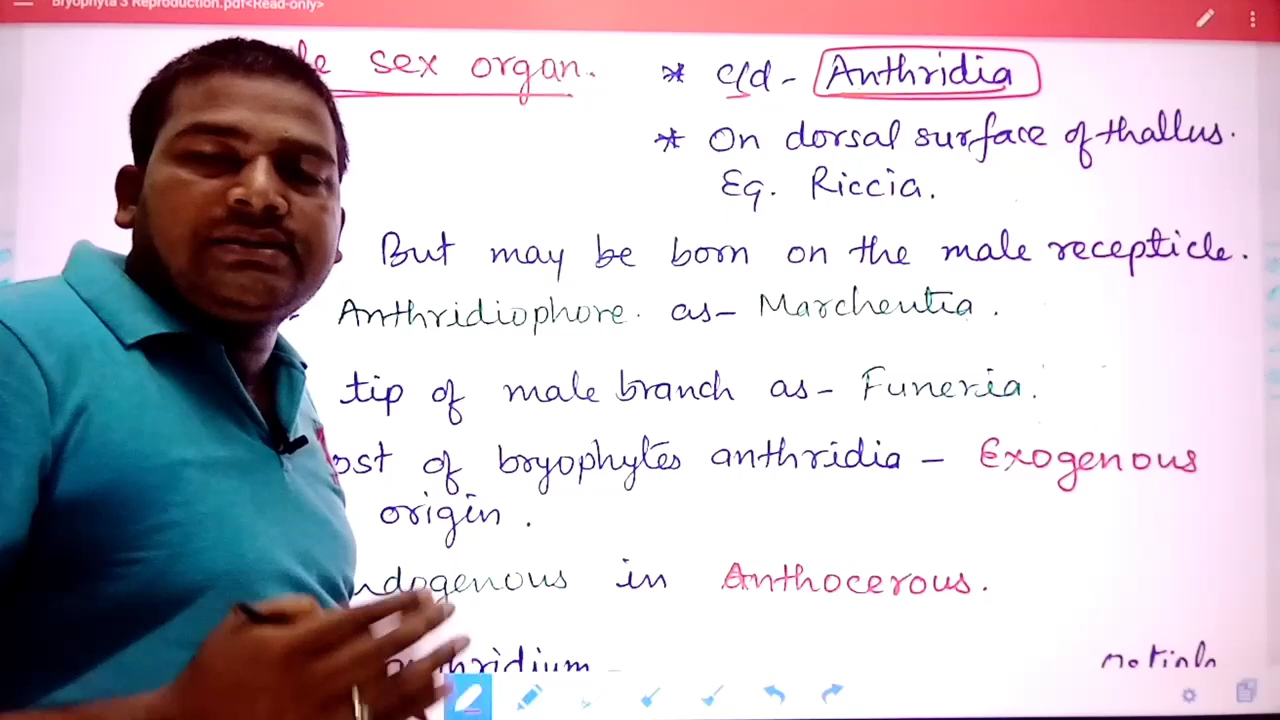 Bryophyta 3 Reproduction.pdf<Read-only>
sex organ.
* c/d - Anthridia
* On dorsal surface of thallus.
Eg. Riccia.
But may be born on the male recepticle.
Anthridiophore. as- Marchentia.
tip of male branch as- Funeria.
ost of bryophytes anthridia - Exogenous
origin.
ndogenous in Anthocerous.